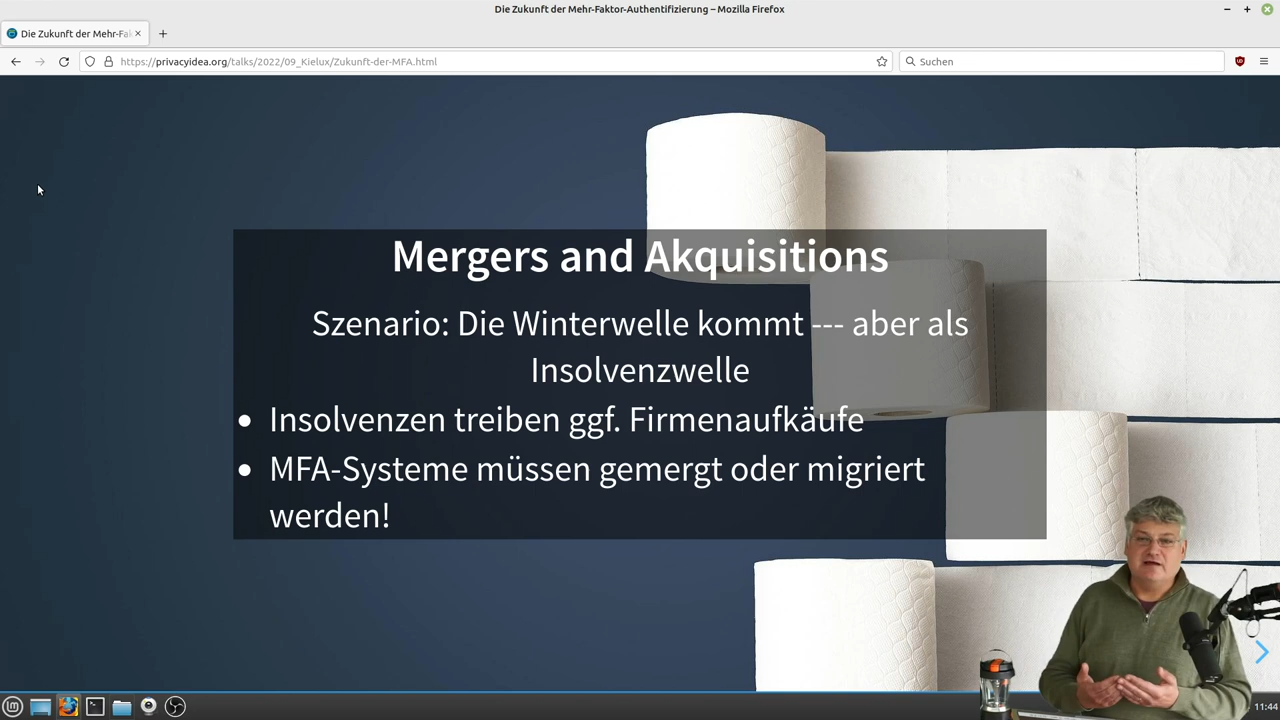 Die Zukunft der Mehr-Faktor-Authentifizierung – Mozilla Firefox
Die Zukunft der Mehr-Fak
https://privacyidea.org/talks/2022/09_Kielux/Zukunft-der-MFA.html
Suchen
Mergers and Akquisitions
Szenario: Die Winterwelle kommt --- aber als
Insolvenzwelle
• Insolvenzen treiben ggf. Firmenaufkäufe
• MFA-Systeme müssen gemergt oder migriert
werden!
11:44